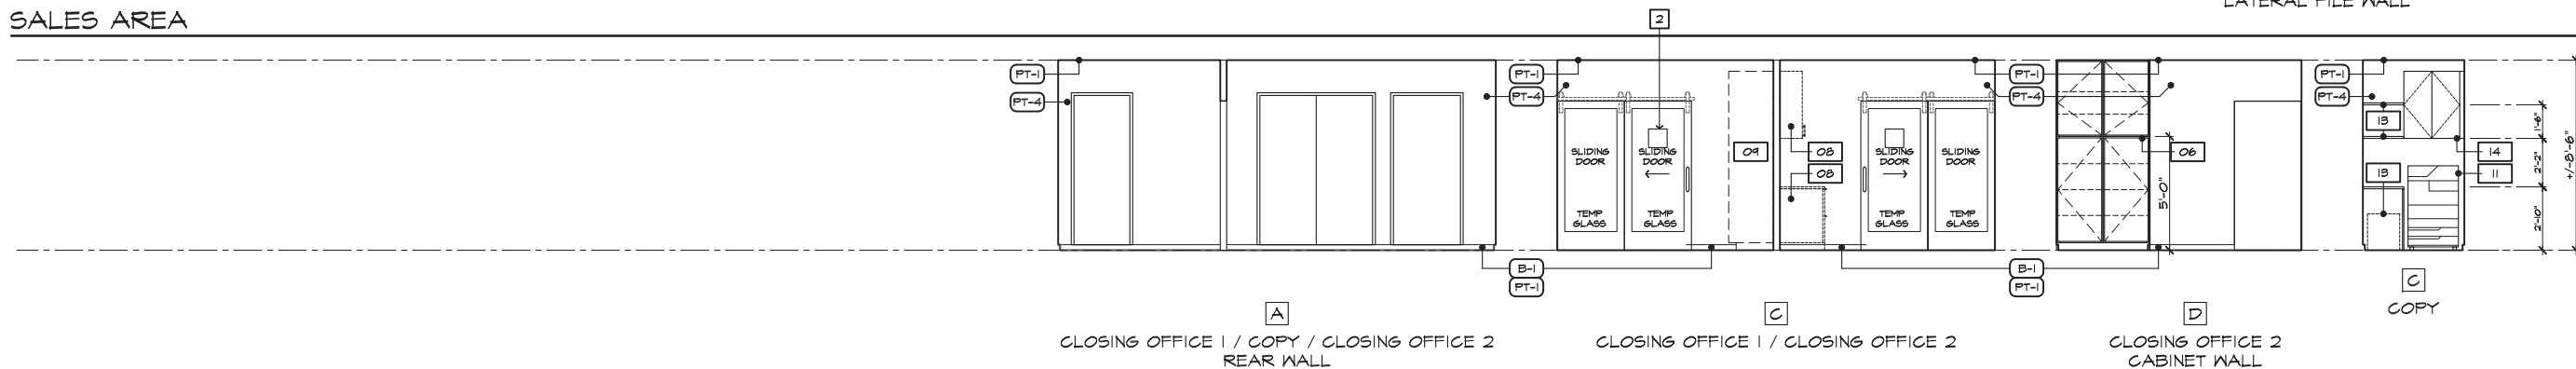 SALES AREA
LATERAL FILE WALL
2
PT-1
PT-4
PT-1
PT-4
PT-1
PT-4
PT-1
PT-4
SLIDING
DOOR
SLIDING
DOOR
TEMP
GLASS
TEMP
GLASS
09
08
08
SLIDING
DOOR
SLIDING
DOOR
TEMP
GLASS
TEMP
GLASS
06
5'-0"
13
13
14
11
1'-6"
2'-2"
2'-10"
+/-8'-6"
B-1
PT-1
B-1
PT-1
A
CLOSING OFFICE 1 / COPY / CLOSING OFFICE 2
REAR WALL
C
CLOSING OFFICE 1 / CLOSING OFFICE 2
D
CLOSING OFFICE 2
CABINET WALL
C
COPY